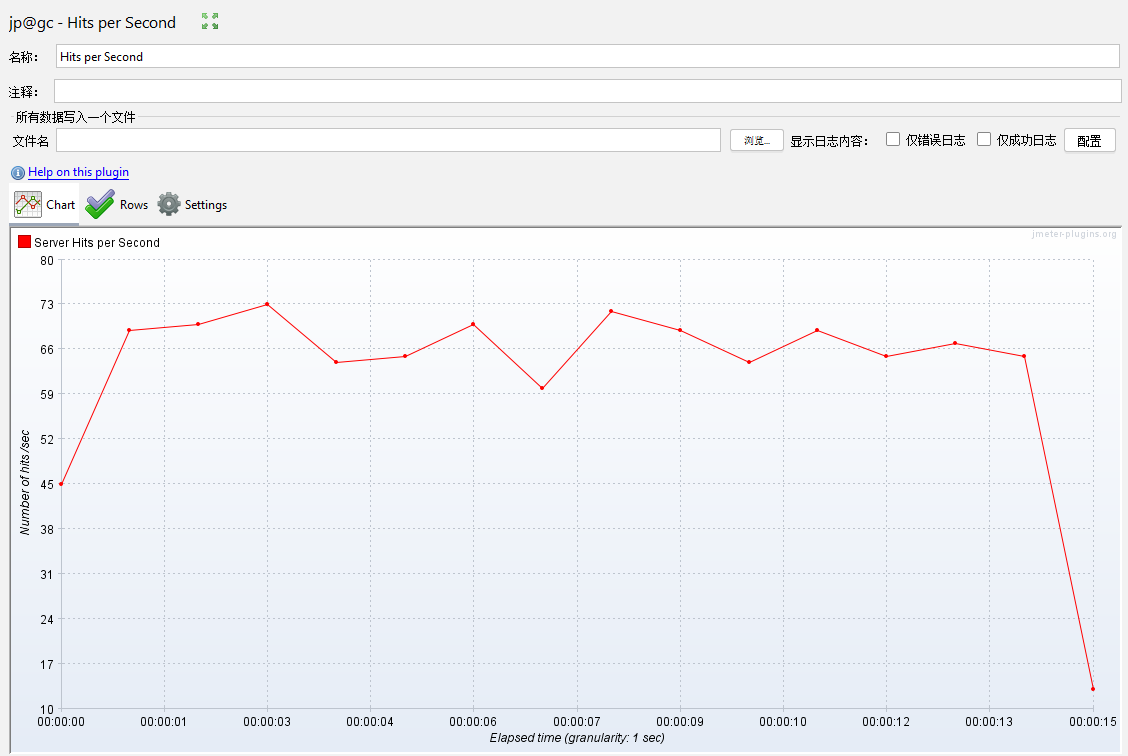 jp@gc - Hits per Second
名称： Hits per Second
注释：
所有数据写入一个文件
文件名 浏览... 显示日志内容： 仅错误日志 仅成功日志 配置
Help on this plugin
Chart Rows Settings
jmeter-plugins.org
Server Hits per Second
80
73
66
59
52
45
38
31
24
17
10
Number of hits /sec
00:00:00 00:00:01 00:00:03 00:00:04 00:00:06 00:00:07 00:00:09 00:00:10 00:00:12 00:00:13 00:00:15
Elapsed time (granularity: 1 sec)